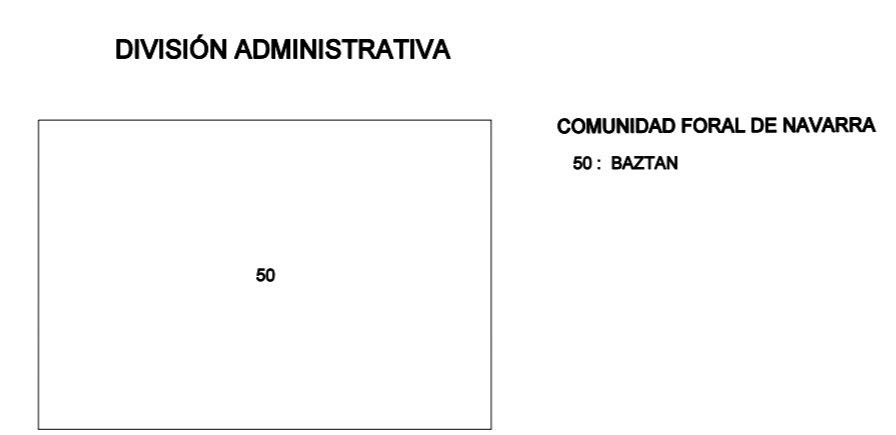 DIVISIÓN ADMINISTRATIVA
COMUNIDAD FORAL DE NAVARRA
50 : BAZTAN
50